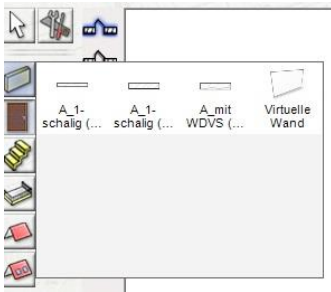 A_1- A_1- A_mit Virtuelle
schalig (... schalig (... WDVS (... Wand